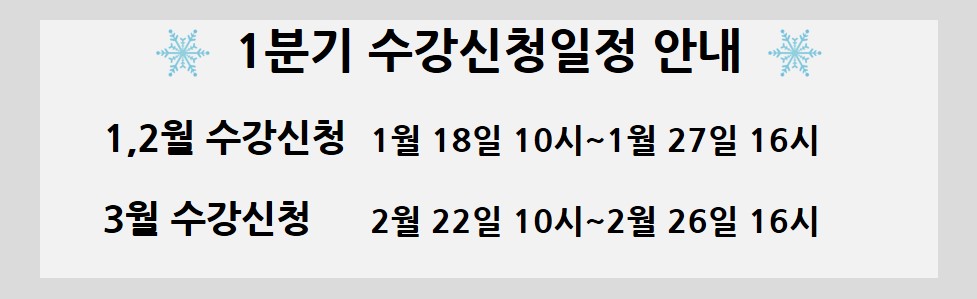 1분기 수강신청일정 안내
1,2월 수강신청 1월 18일 10시~1월 27일 16시
3월 수강신청 2월 22일 10시~2월 26일 16시